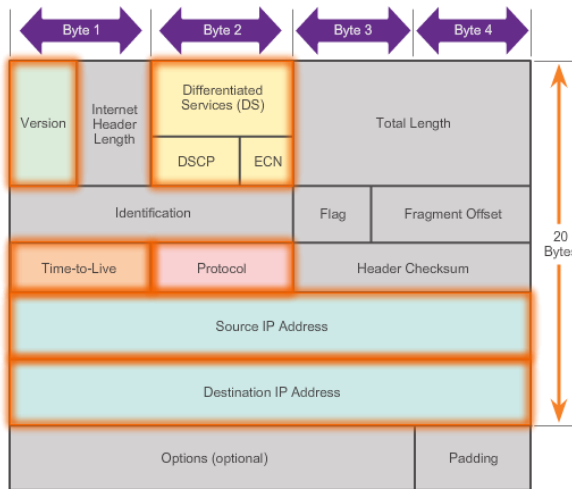 Byte 1
Byte 2
Byte 3
Byte 4
Version
Internet
Header
Length
Differentiated
Services (DS)
DSCP
ECN
Total Length
Identification
Flag
Fragment Offset
Time-to-Live
Protocol
Header Checksum
20
Bytes
Source IP Address
Destination IP Address
Options (optional)
Padding